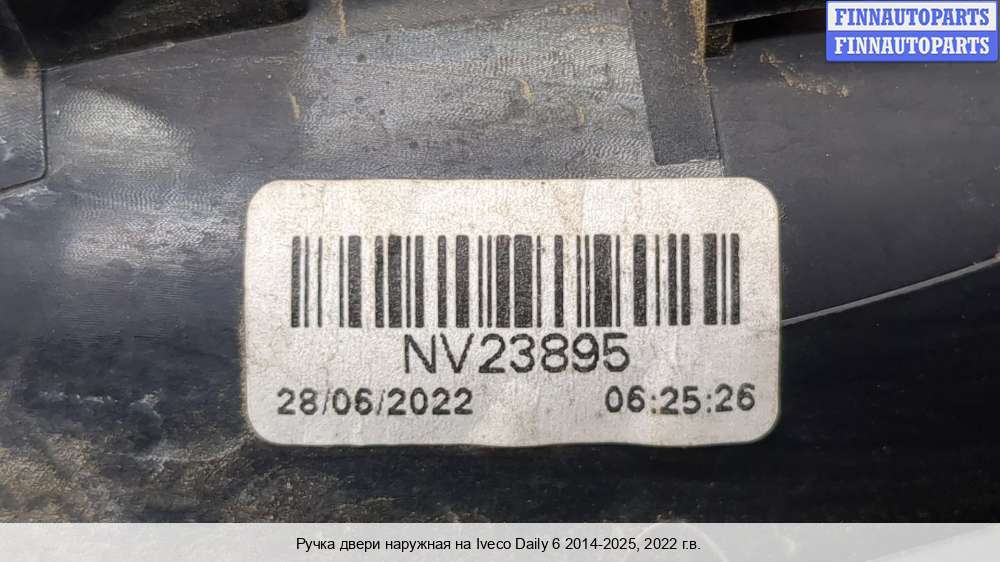 FINNAUTOPARTS
FINNAUTOPARTS
NV23895
28/06/2022 06:25:26
Ручка двери наружная на Iveco Daily 6 2014-2025, 2022 г.в.